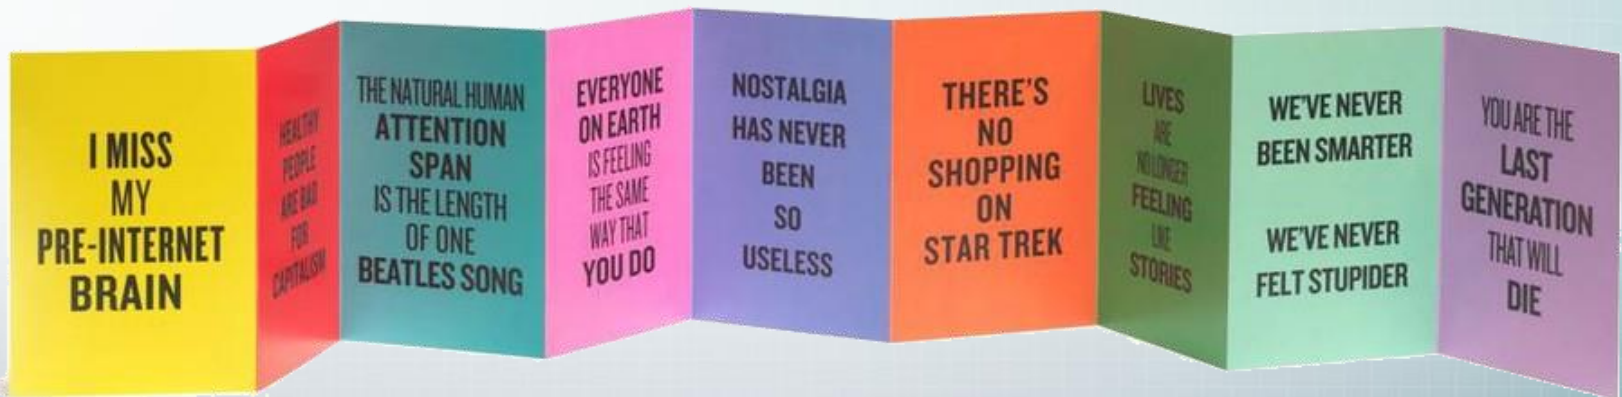 I MISS
MY
PRE-INTERNET
BRAIN
HEALTHY
PEOPLE
ARE BAD
FOR
CAPITALISM
THE NATURAL HUMAN
ATTENTION
SPAN
IS THE LENGTH
OF ONE
BEATLES SONG
EVERYONE
ON EARTH
IS FEELING
THE SAME
WAY THAT
YOU DO
NOSTALGIA
HAS NEVER
BEEN
SO
USELESS
THERE'S
NO
SHOPPING
ON
STAR TREK
LIVES
ARE
NO LONGER
FEELING
LIKE
STORIES
WE'VE NEVER
BEEN SMARTER
WE'VE NEVER
FELT STUPIDER
YOU ARE THE
LAST
GENERATION
THAT WILL
DIE